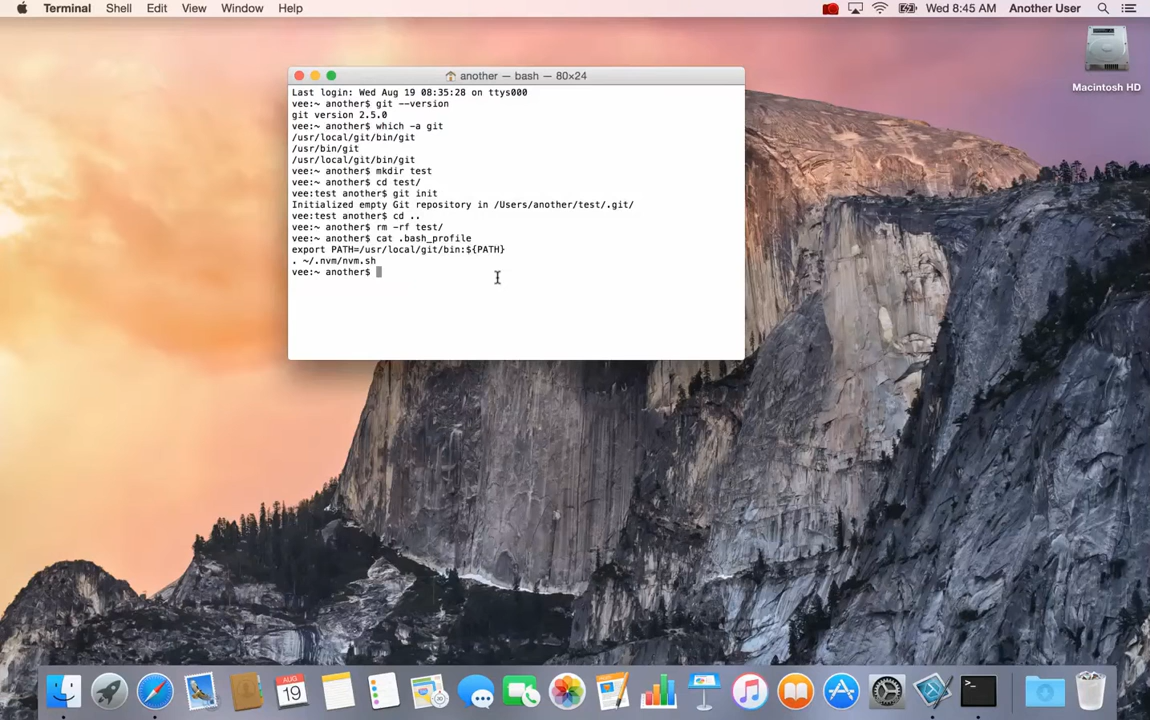 Terminal Shell Edit View Window Help Wed 8:45 AM Another User
Macintosh HD
another — bash — 80×24
Last login: Wed Aug 19 08:35:28 on ttys000
vee:~ another$ git --version
git version 2.5.0
vee:~ another$ which -a git
/usr/local/git/bin/git
/usr/bin/git
/usr/local/git/bin/git
vee:~ another$ mkdir test
vee:~ another$ cd test/
vee:test another$ git init
Initialized empty Git repository in /Users/another/test/.git/
vee:test another$ cd ..
vee:~ another$ rm -rf test/
vee:~ another$ cat .bash_profile
export PATH=/usr/local/git/bin:${PATH}
. ~/.nvm/nvm.sh
vee:~ another$
AUG
19
>_